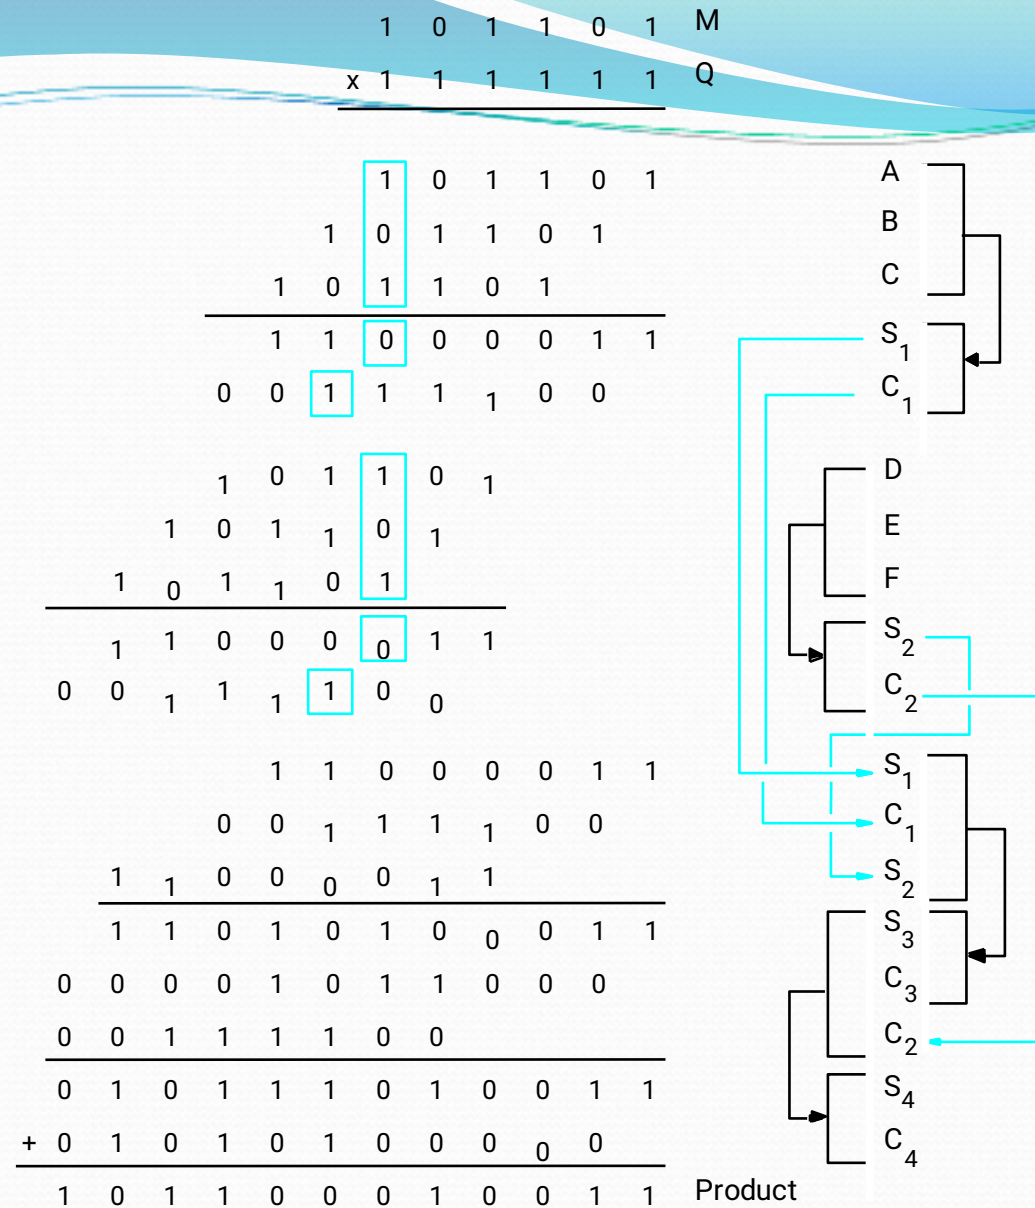 1 0 1 1 0 1 M
x 1 1 1 1 1 1 Q
1 0 1 1 0 1 A
1 0 1 1 0 1 B
1 0 1 1 0 1 C
1 1 0 0 0 0 1 1 S1
0 0 1 1 1 1 0 0 C1
1 0 1 1 0 1 D
1 0 1 1 0 1 E
1 0 1 1 0 1 F
1 1 0 0 0 0 1 1 S2
0 0 1 1 1 1 0 0 C2
1 1 0 0 0 0 1 1 S1
0 0 1 1 1 1 0 0 C1
1 1 0 0 0 0 1 1 S2
1 1 0 1 0 1 0 0 0 1 1 S3
0 0 0 0 1 0 1 1 0 0 0 C3
0 0 1 1 1 1 0 0 C2
0 1 0 1 1 1 0 1 0 0 1 1 S4
+ 0 1 0 1 0 1 0 0 0 0 0 C4
1 0 1 1 0 0 0 1 0 0 1 1 Product